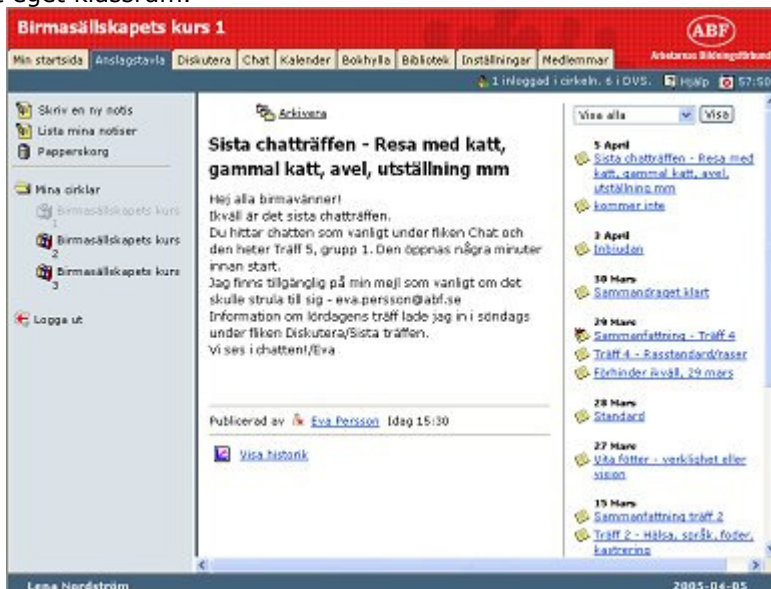 eget klassrum.
Birmasällskapets kurs 1
ABF
Arbetarnas Bildningsförbund
Min startsida Anslagstavla Diskutera Chat Kalender Bokhylla Bibliotek Inställningar Medlemmar
1 inloggad i cirkeln. 6 i DVS. Hjälp 57:50
Skriv en ny notis
Lista mina notiser
Papperskorg
Mina cirklar
Birmasällskapets kurs
1
Birmasällskapets kurs
2
Birmasällskapets kurs
3
Logga ut
Arkivera
Sista chatträffen - Resa med katt,
gammal katt, avel, utställning mm
Hej alla birmavänner!
Ikväll är det sista chatträffen.
Du hittar chatten som vanligt under fliken Chat och
den heter Träff 5, grupp 1. Den öppnas några minuter
innan start.
Jag finns tillgänglig på min mejl som vanligt om det
skulle strula till sig - eva.persson@abf.se
Information om lördagens träff lade jag in i söndags
under fliken Diskutera/Sista träffen.
Vi ses i chatten!/Eva
Publicerad av Eva Persson Idag 15:30
Visa historik
Visa alla Visa
5 April
Sista chatträffen - Resa med
katt, gammal katt, avel,
utställning mm
kommer inte
3 April
Inbjudan
30 Mars
Sammandraget klart
29 Mars
Sammanfattning - Träff 4
Träff 4 - Rasstandard/raser
Förhinder ikväll, 29 mars
28 Mars
Standard
27 Mars
Vita fötter - verklighet eller
vision
15 Mars
Sammanfattning träff 2
Träff 2 - Hälsa, språk, foder,
kastrering
Lena Nordström 2005-04-05